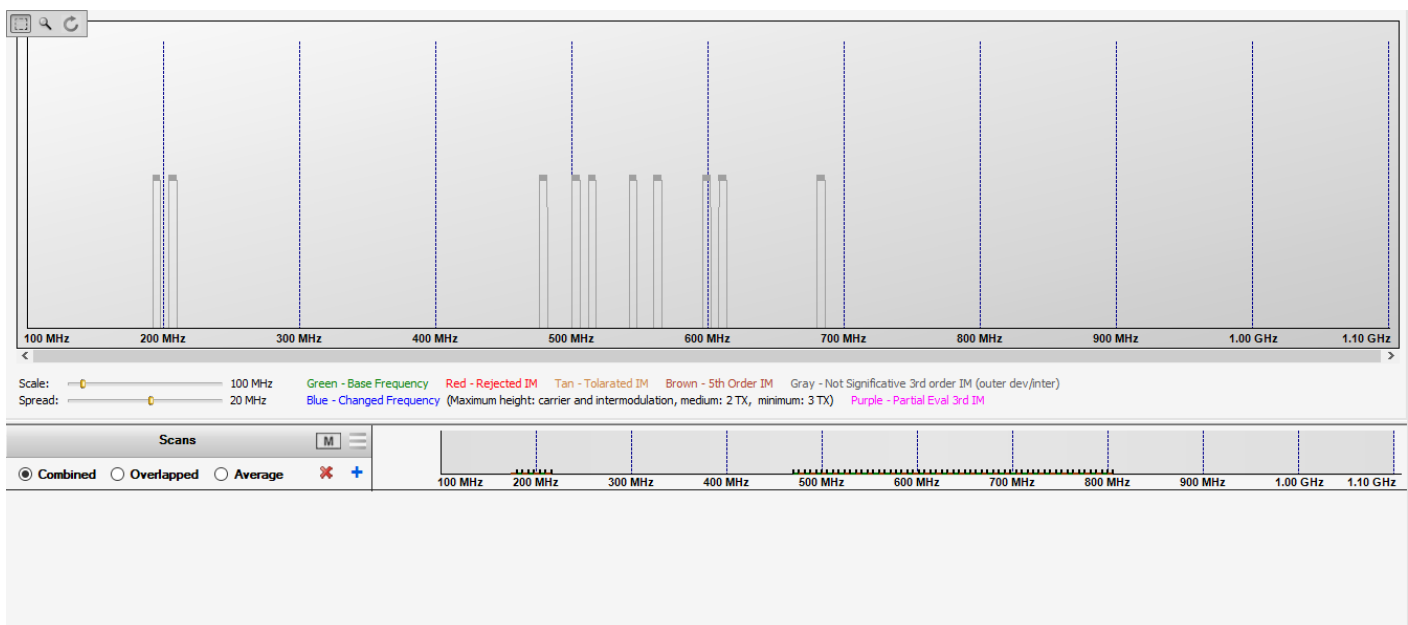 100 MHz 200 MHz 300 MHz 400 MHz 500 MHz 600 MHz 700 MHz 800 MHz 900 MHz 1.00 GHz 1.10 GHz
Scale: 100 MHz Green - Base Frequency Red - Rejected IM Tan - Tolarated IM Brown - 5th Order IM Gray - Not Significative 3rd order IM (outer dev/inter)
Spread: 20 MHz Blue - Changed Frequency (Maximum height: carrier and intermodulation, medium: 2 TX, minimum: 3 TX) Purple - Partial Eval 3rd IM
Scans M
Combined Overlapped Average
100 MHz 200 MHz 300 MHz 400 MHz 500 MHz 600 MHz 700 MHz 800 MHz 900 MHz 1.00 GHz 1.10 GHz